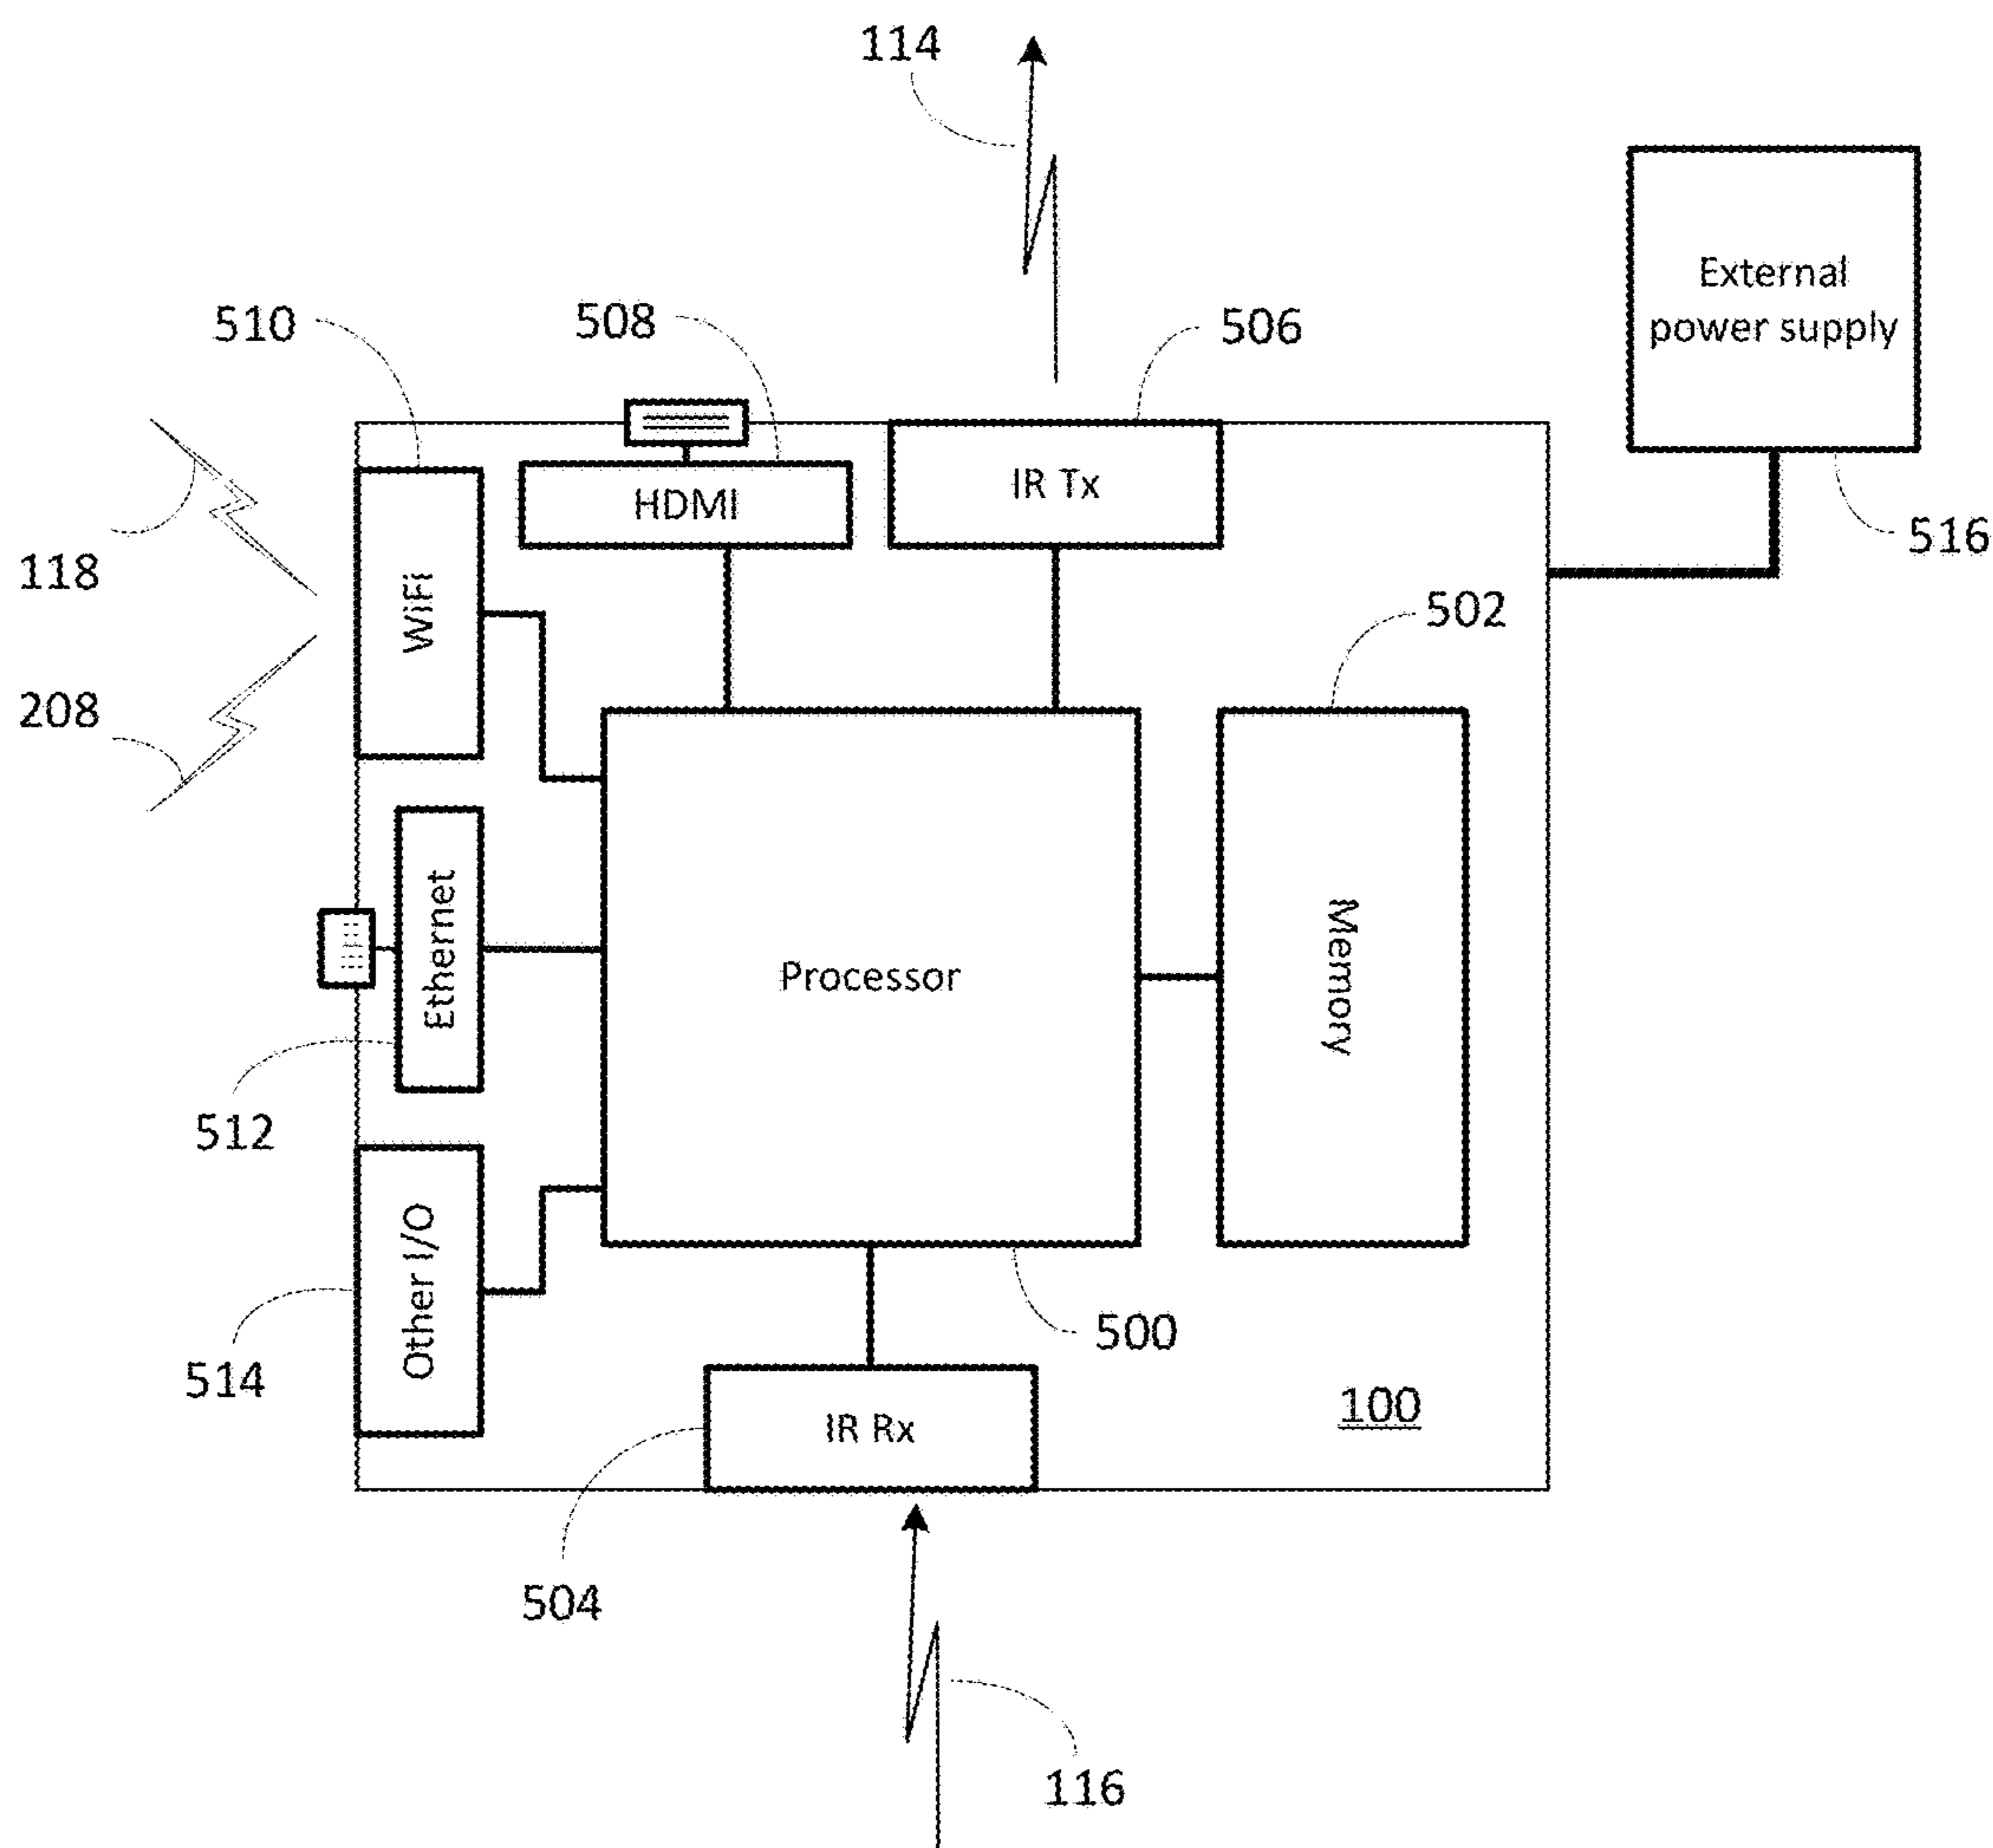 114
External
power supply
510
508
506
516
HDMI
IR Tx
118
WiFi
502
208
Ethernet
Processor
Memory
512
Other I/O
514
500
100
IR Rx
504
116